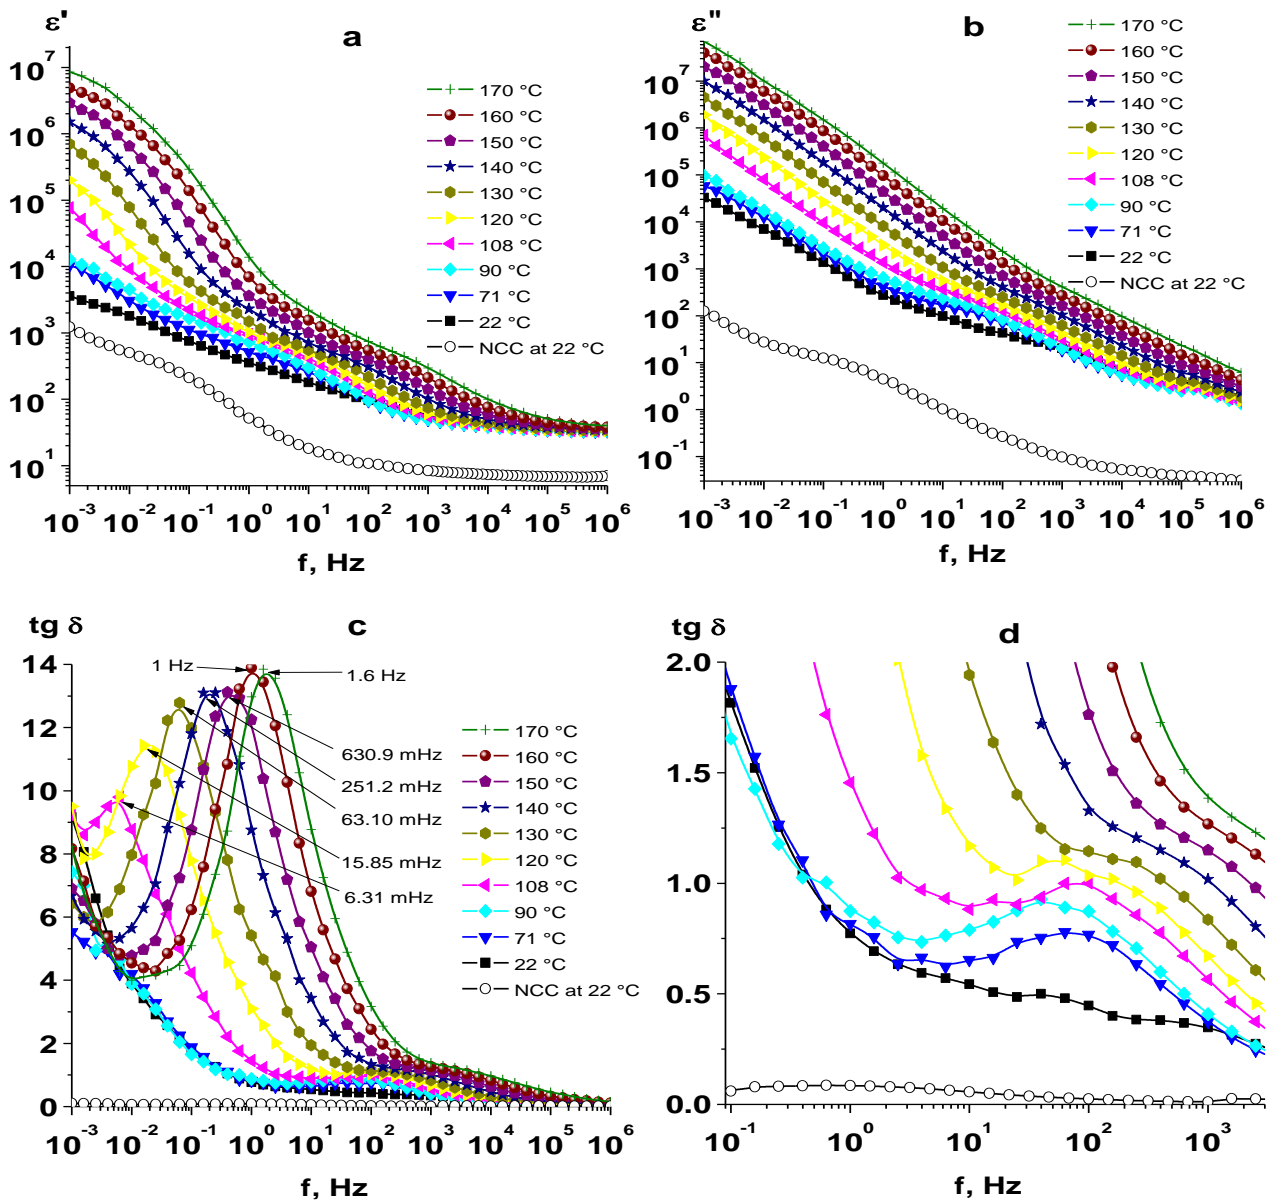 ε'
a
10⁷
10⁶
10⁵
10⁴
10³
10²
10¹
170 °C
160 °C
150 °C
140 °C
130 °C
120 °C
108 °C
90 °C
71 °C
22 °C
NCC at 22 °C
10⁻³ 10⁻² 10⁻¹ 10⁰ 10¹ 10² 10³ 10⁴ 10⁵ 10⁶
f, Hz
ε"
b
10⁷
10⁶
10⁵
10⁴
10³
10²
10¹
10⁰
10⁻¹
170 °C
160 °C
150 °C
140 °C
130 °C
120 °C
108 °C
90 °C
71 °C
22 °C
NCC at 22 °C
10⁻³ 10⁻² 10⁻¹ 10⁰ 10¹ 10² 10³ 10⁴ 10⁵ 10⁶
f, Hz
tg δ
c
14
12
10
8
6
4
2
0
1 Hz
1.6 Hz
630.9 mHz
251.2 mHz
63.10 mHz
15.85 mHz
6.31 mHz
170 °C
160 °C
150 °C
140 °C
130 °C
120 °C
108 °C
90 °C
71 °C
22 °C
NCC at 22 °C
10⁻³ 10⁻² 10⁻¹ 10⁰ 10¹ 10² 10³ 10⁴ 10⁵ 10⁶
f, Hz
tg δ
d
2.0
1.5
1.0
0.5
0.0
10⁻¹ 10⁰ 10¹ 10² 10³
f, Hz